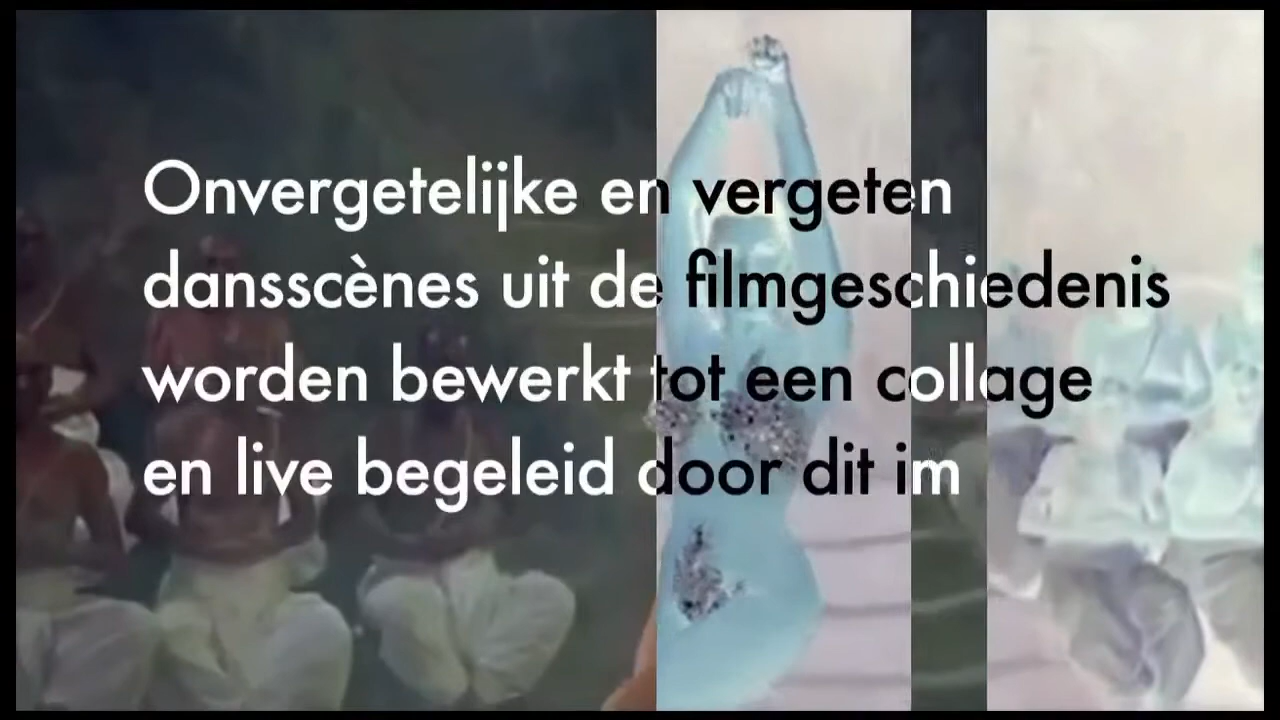 Onvergetelijke en vergeten
dansscènes uit de filmgeschiedenis
worden bewerkt tot een collage
en live begeleid door dit im